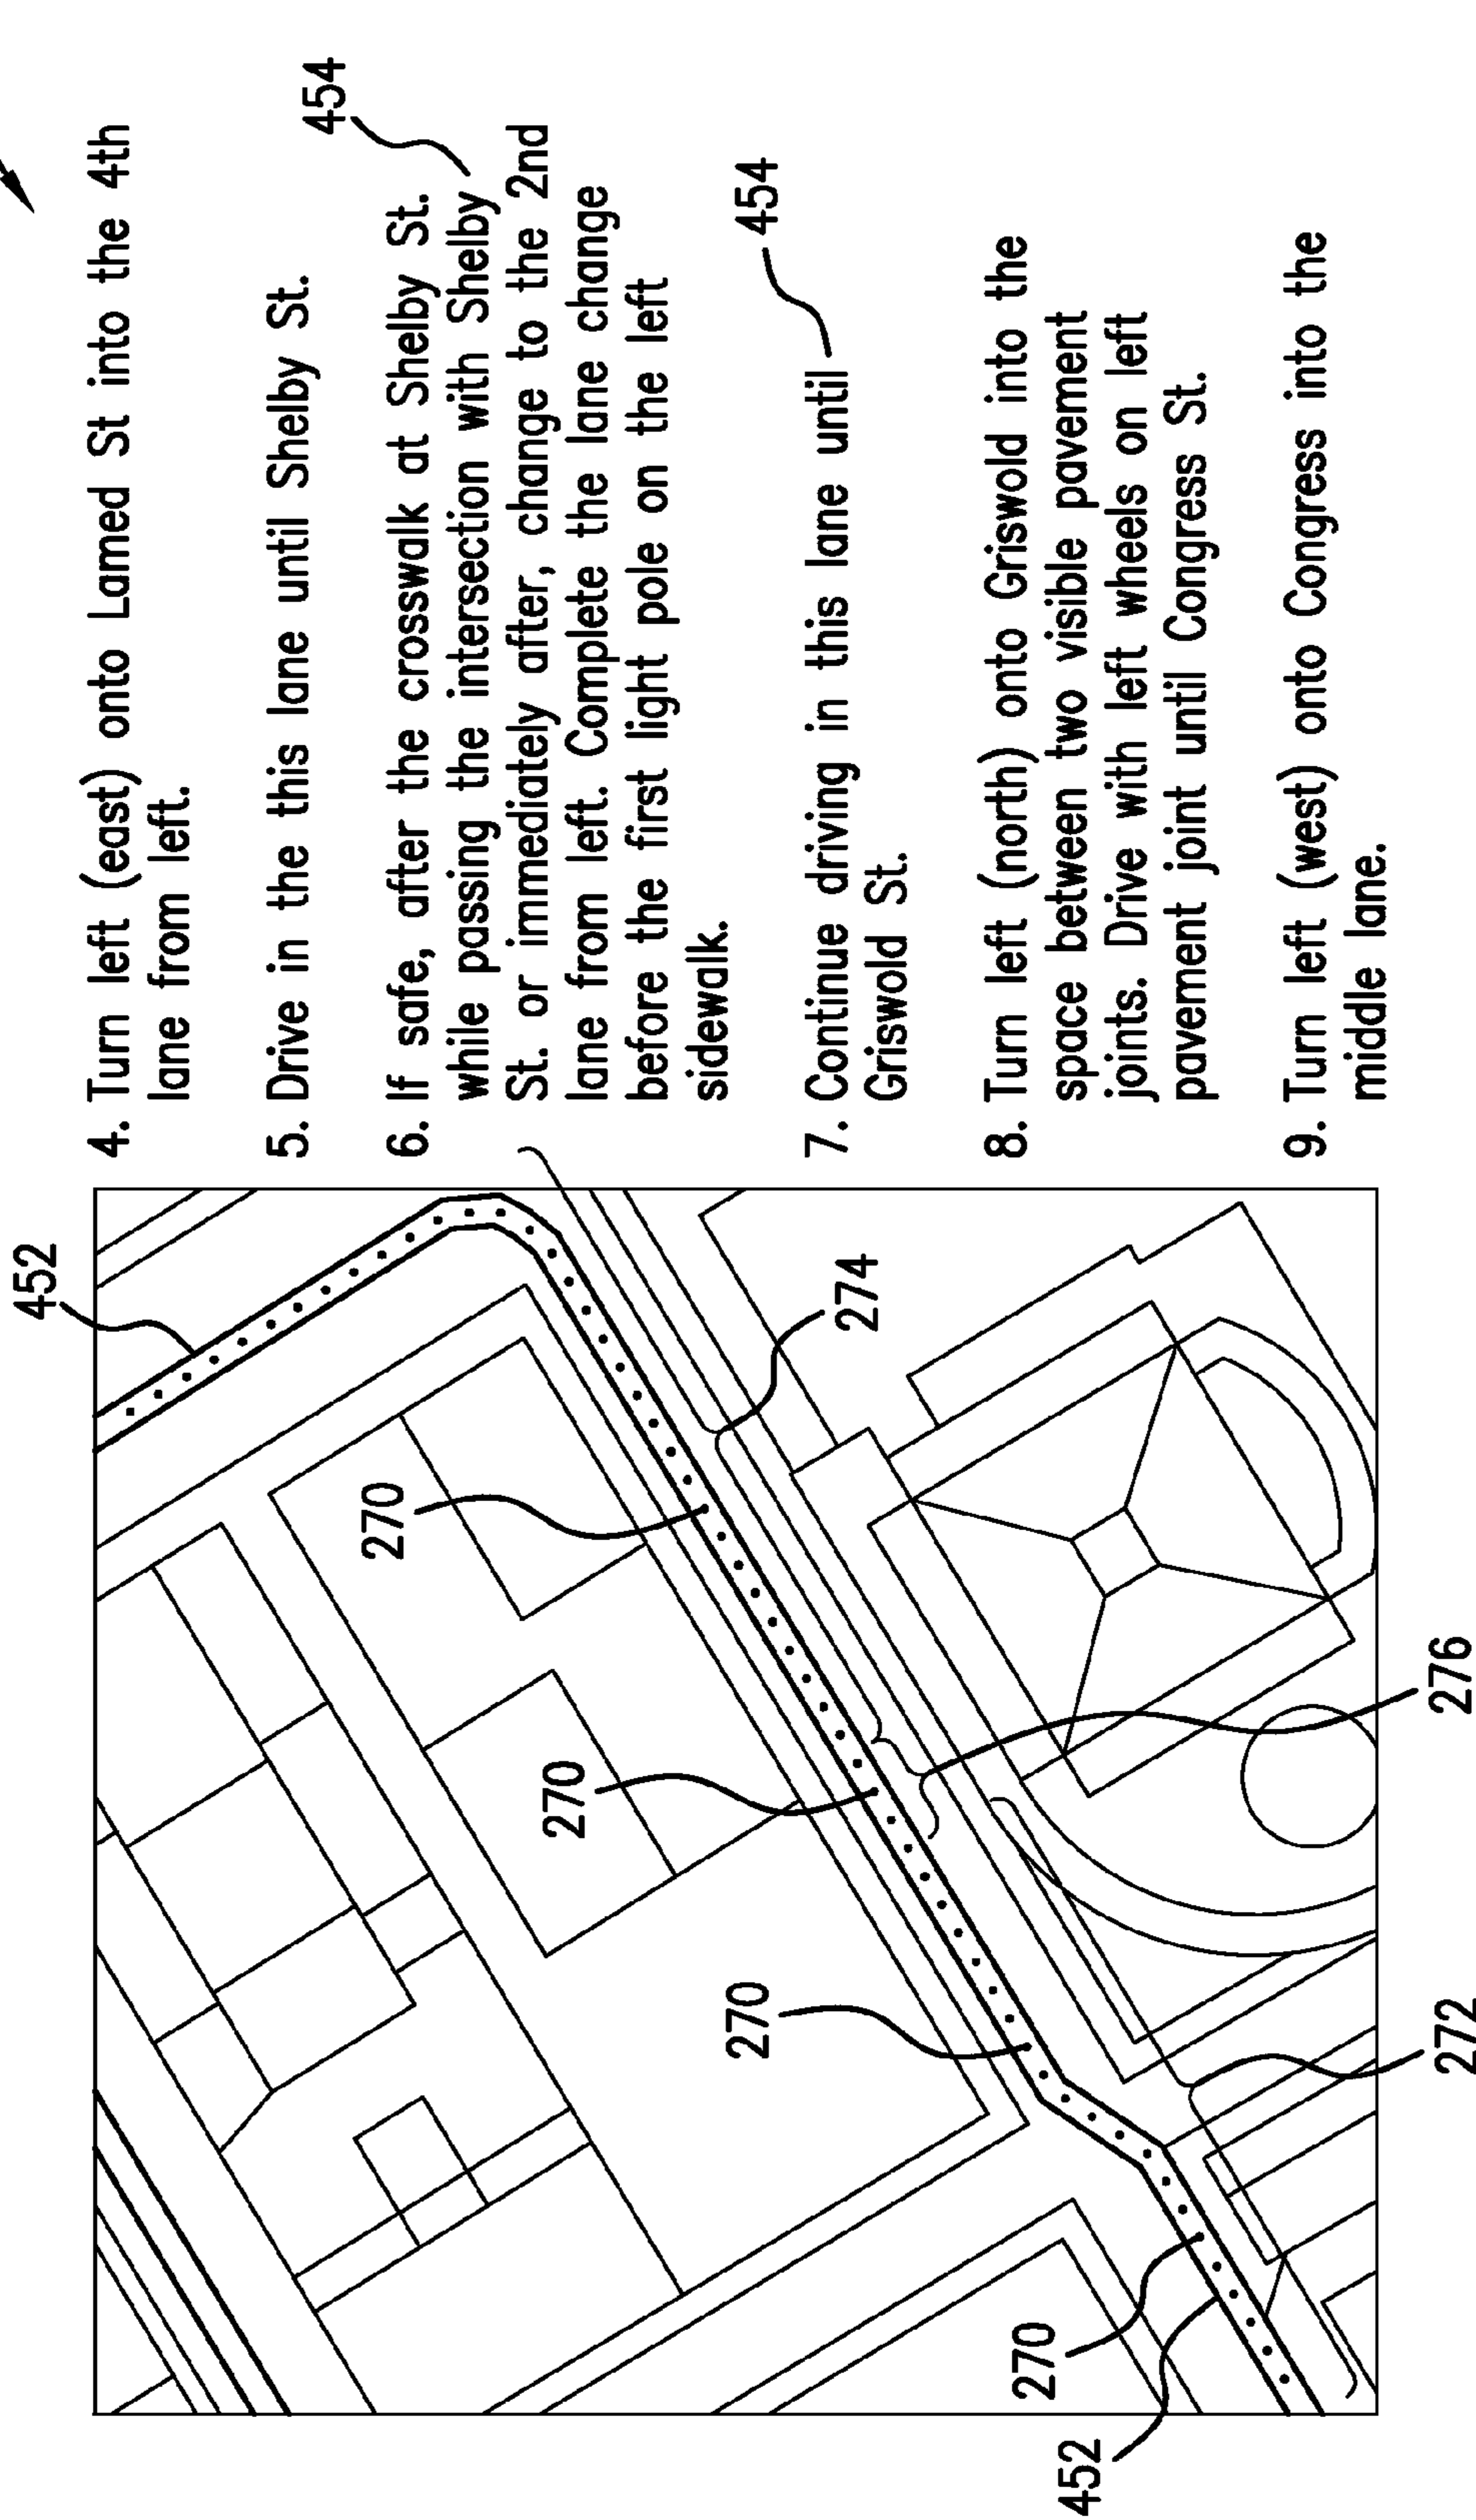 4. Turn left (east) onto Larned St into the 4th
lane from left.
5. Drive in the this lane until Shelby St.
6. If safe, after the crosswalk at Shelby St.
while passing the intersection with Shelby
St. or immediately after, change to the 2nd
lane from left. Complete the lane change
before the first light pole on the left
sidewalk.
7. Continue driving in this lane until
Griswold St.
8. Turn left (north) onto Griswold into the
space between two visible pavement
joints. Drive with left wheels on left
pavement joint until Congress St.
9. Turn left (west) onto Congress into the
middle lane.
454
454
452
270
274
270
276
270
272
270
452